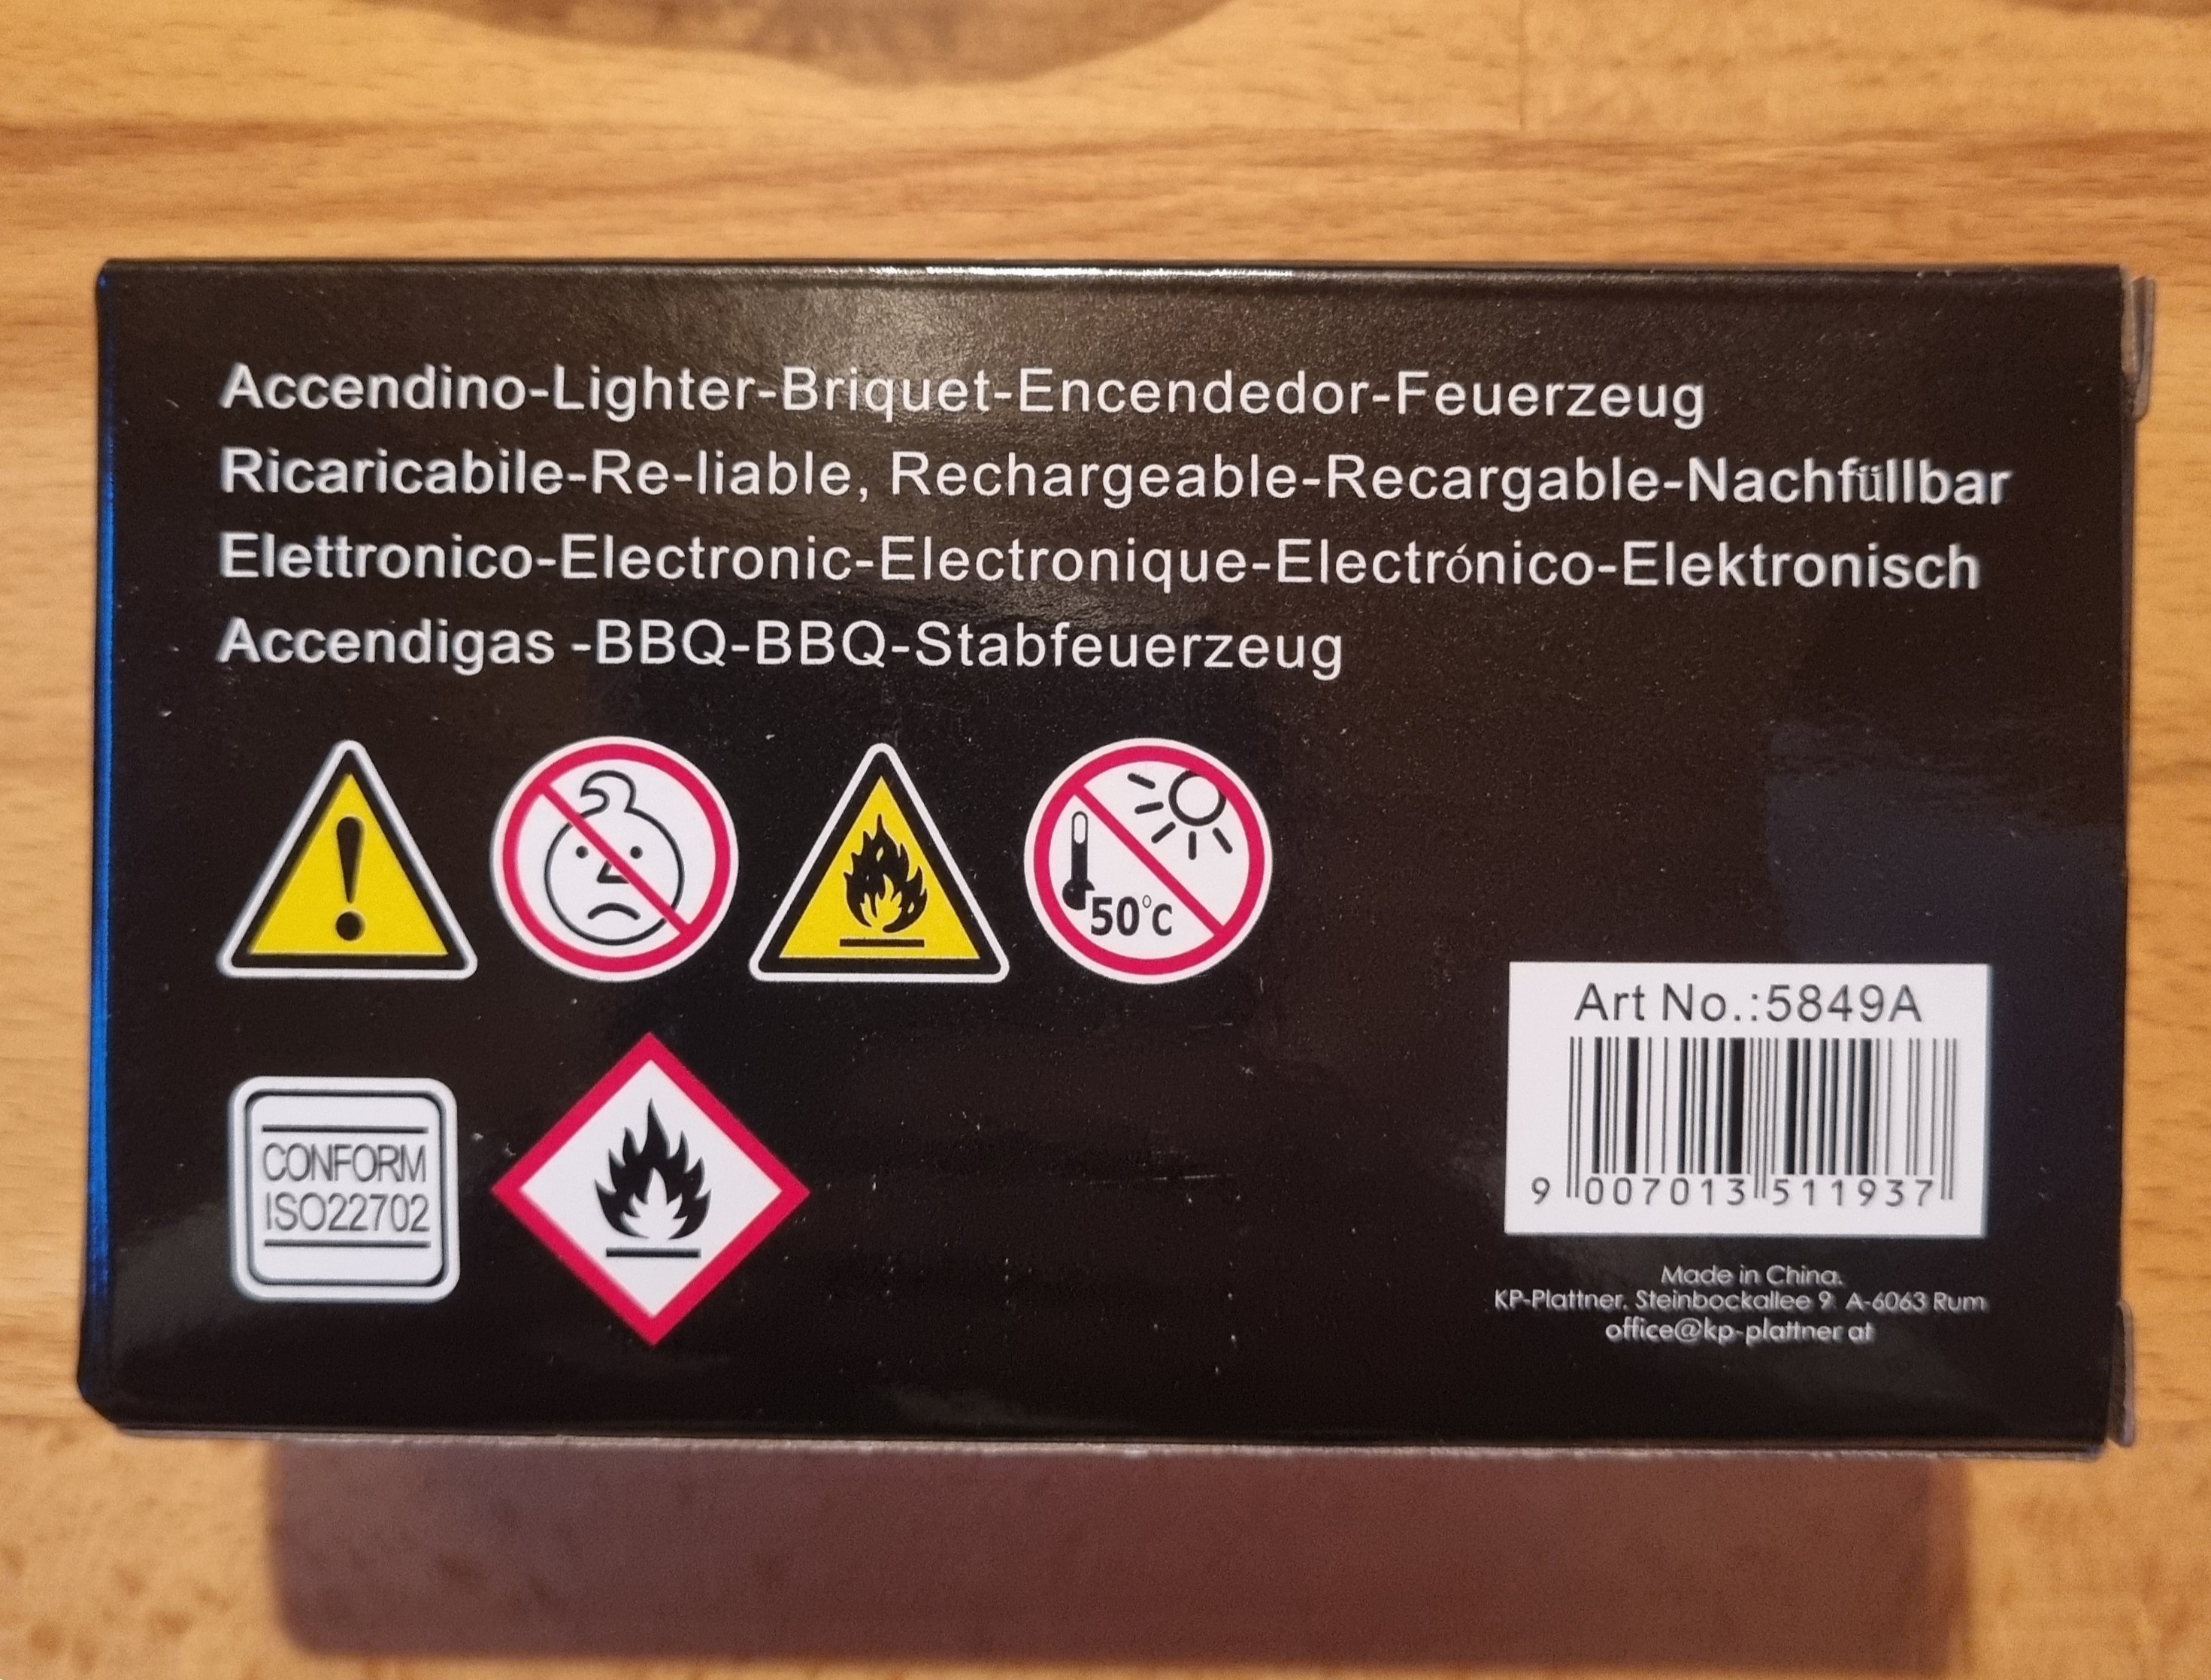 Accendino-Lighter-Briquet-Encendedor-Feuerzeug
Ricaricabile-Re-liable, Rechargeable-Recargable-Nachfüllbar
Elettronico-Electronic-Electronique-Electrónico-Elektronisch
Accendigas -BBQ-BBQ-Stabfeuerzeug
50°C
CONFORM
ISO22702
Art No.:5849A
9 007013 511937
Made in China.
KP-Plattner, Steinbockallee 9 A-6063 Rum
office@kp-plattner.at